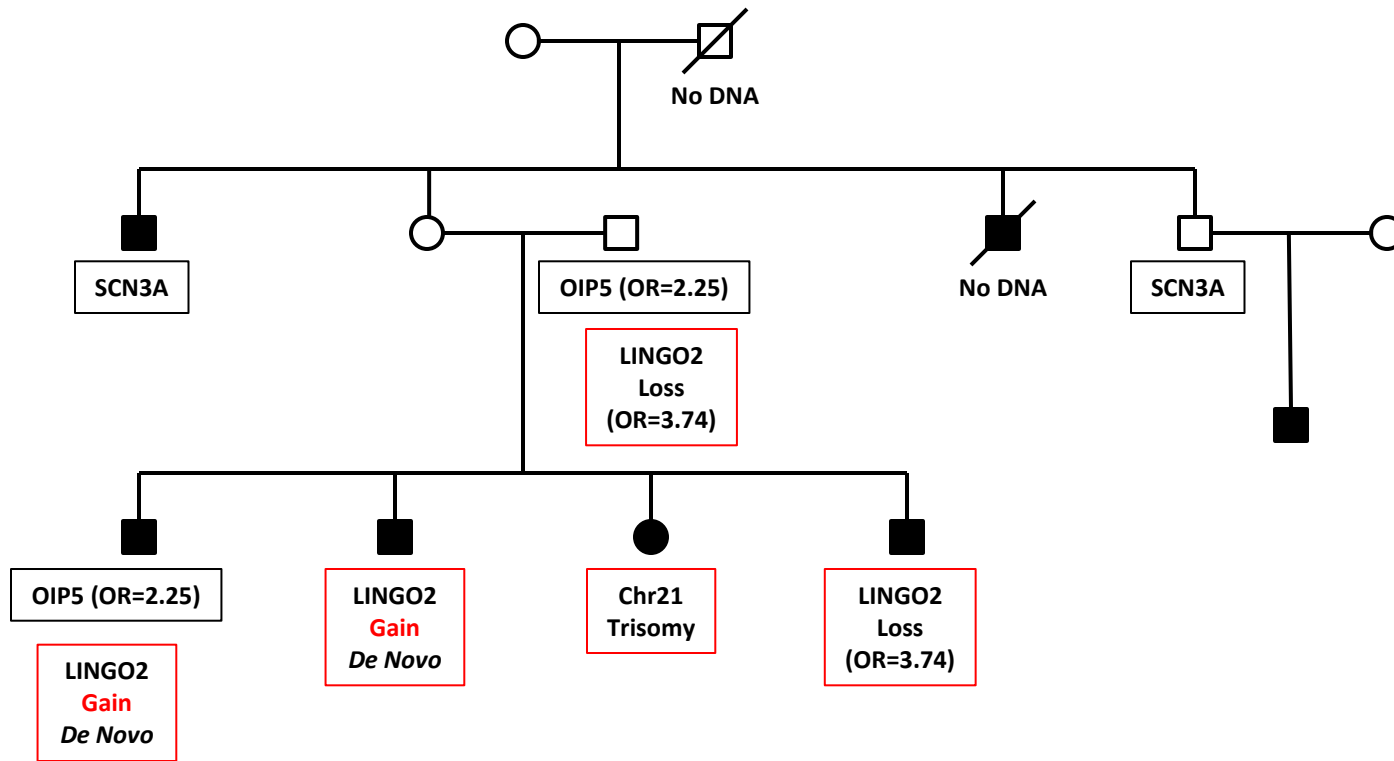 No DNA
SCN3A
OIP5 (OR=2.25)
No DNA
SCN3A
LINGO2
Loss
(OR=3.74)
OIP5 (OR=2.25)
LINGO2
Gain
De Novo
LINGO2
Gain
De Novo
Chr21
Trisomy
LINGO2
Loss
(OR=3.74)